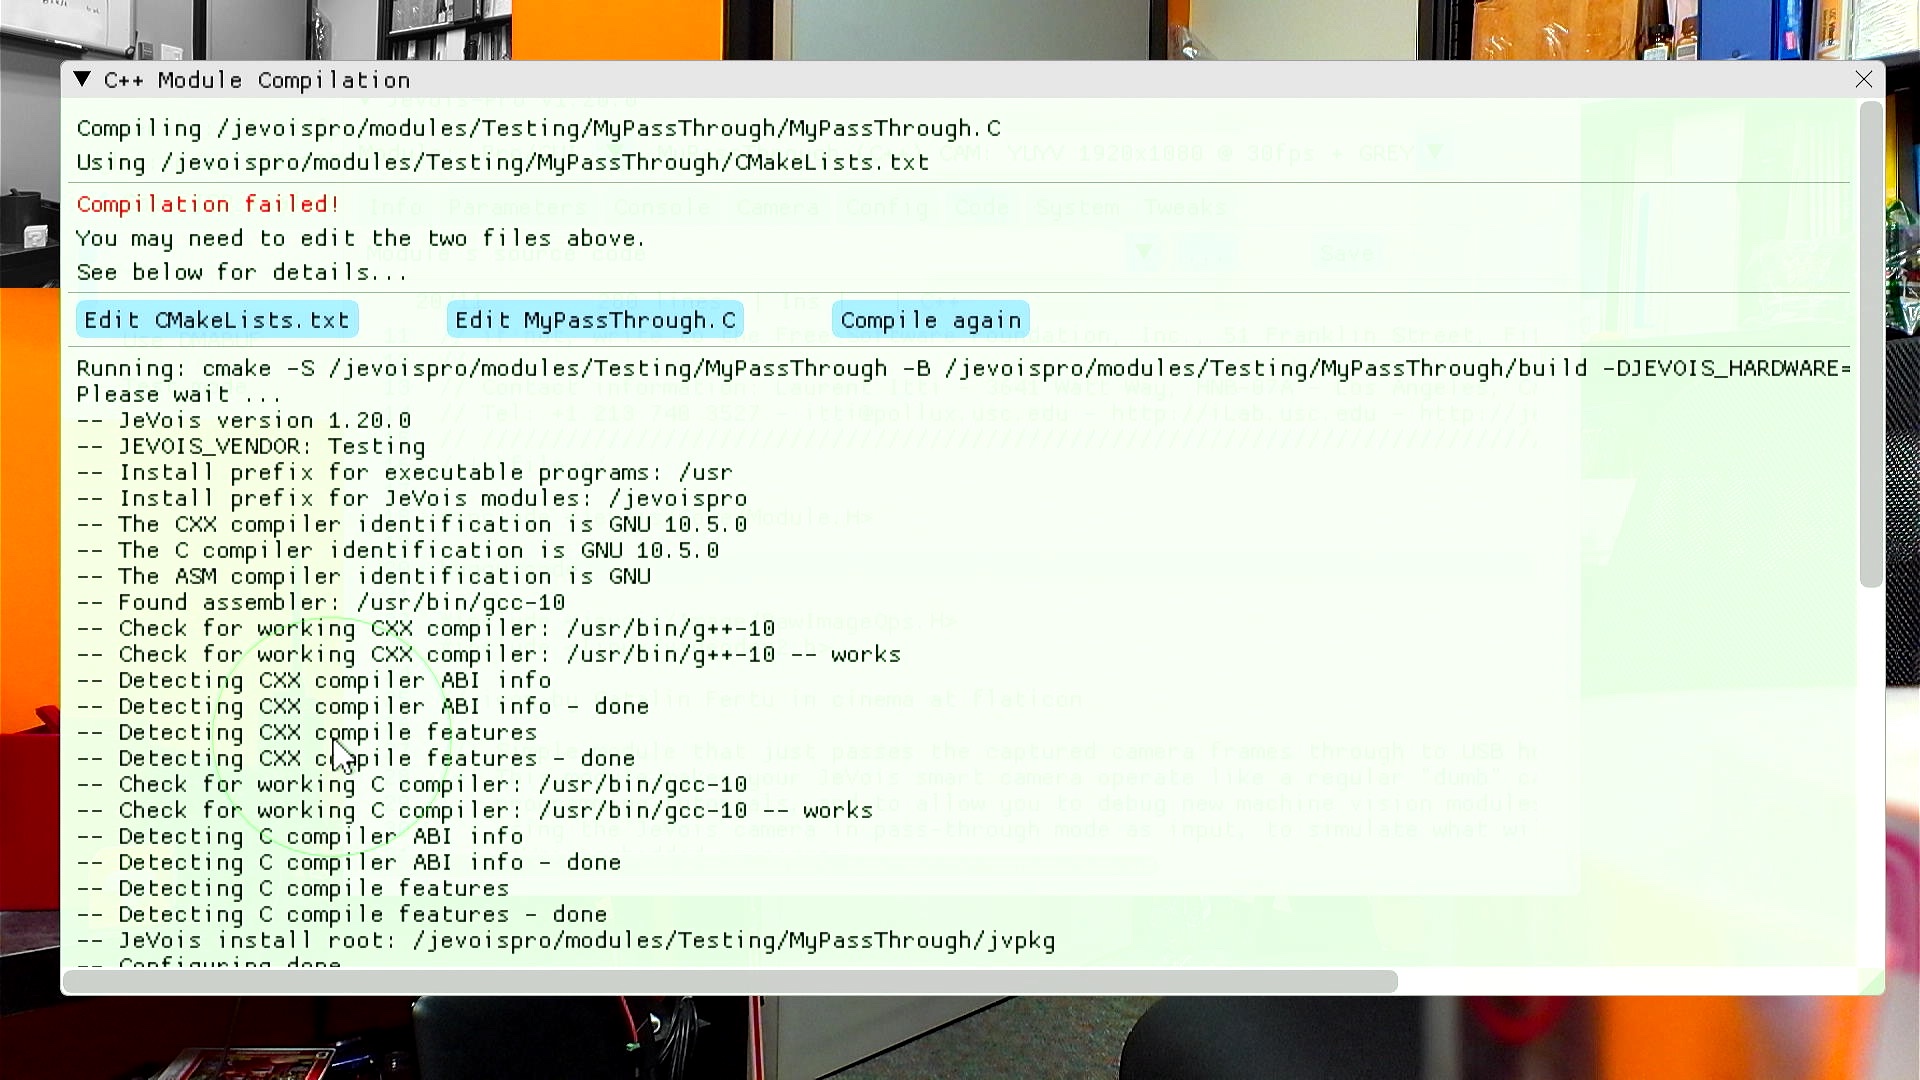 C++ Module Compilation
Compiling /jevoispro/modules/Testing/MyPassThrough/MyPassThrough.C
Using /jevoispro/modules/Testing/MyPassThrough/CMakeLists.txt
Compilation failed!
You may need to edit the two files above.
See below for details...
Edit CMakeLists.txt Edit MyPassThrough.C Compile again
Running: cmake -S /jevoispro/modules/Testing/MyPassThrough -B /jevoispro/modules/Testing/MyPassThrough/build -DJEVOIS_HARDWARE=
Please wait ...
-- JeVois version 1.20.0
-- JEVOIS_VENDOR: Testing
-- Install prefix for executable programs: /usr
-- Install prefix for JeVois modules: /jevoispro
-- The CXX compiler identification is GNU 10.5.0
-- The C compiler identification is GNU 10.5.0
-- The ASM compiler identification is GNU
-- Found assembler: /usr/bin/gcc-10
-- Check for working CXX compiler: /usr/bin/g++-10
-- Check for working CXX compiler: /usr/bin/g++-10 -- works
-- Detecting CXX compiler ABI info
-- Detecting CXX compiler ABI info - done
-- Detecting CXX compile features
-- Detecting CXX compile features - done
-- Check for working C compiler: /usr/bin/gcc-10
-- Check for working C compiler: /usr/bin/gcc-10 -- works
-- Detecting C compiler ABI info
-- Detecting C compiler ABI info - done
-- Detecting C compile features
-- Detecting C compile features - done
-- JeVois install root: /jevoispro/modules/Testing/MyPassThrough/jvpkg
-- Configuring done